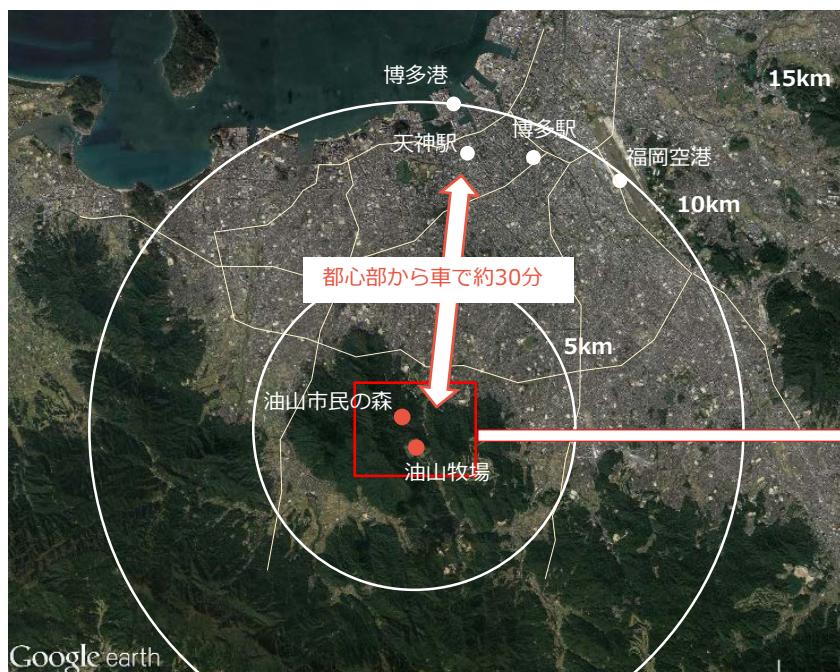 博多港
15km
天神駅
博多駅
福岡空港
10km
都心部から車で約30分
5km
油山市民の森
油山牧場
Google earth